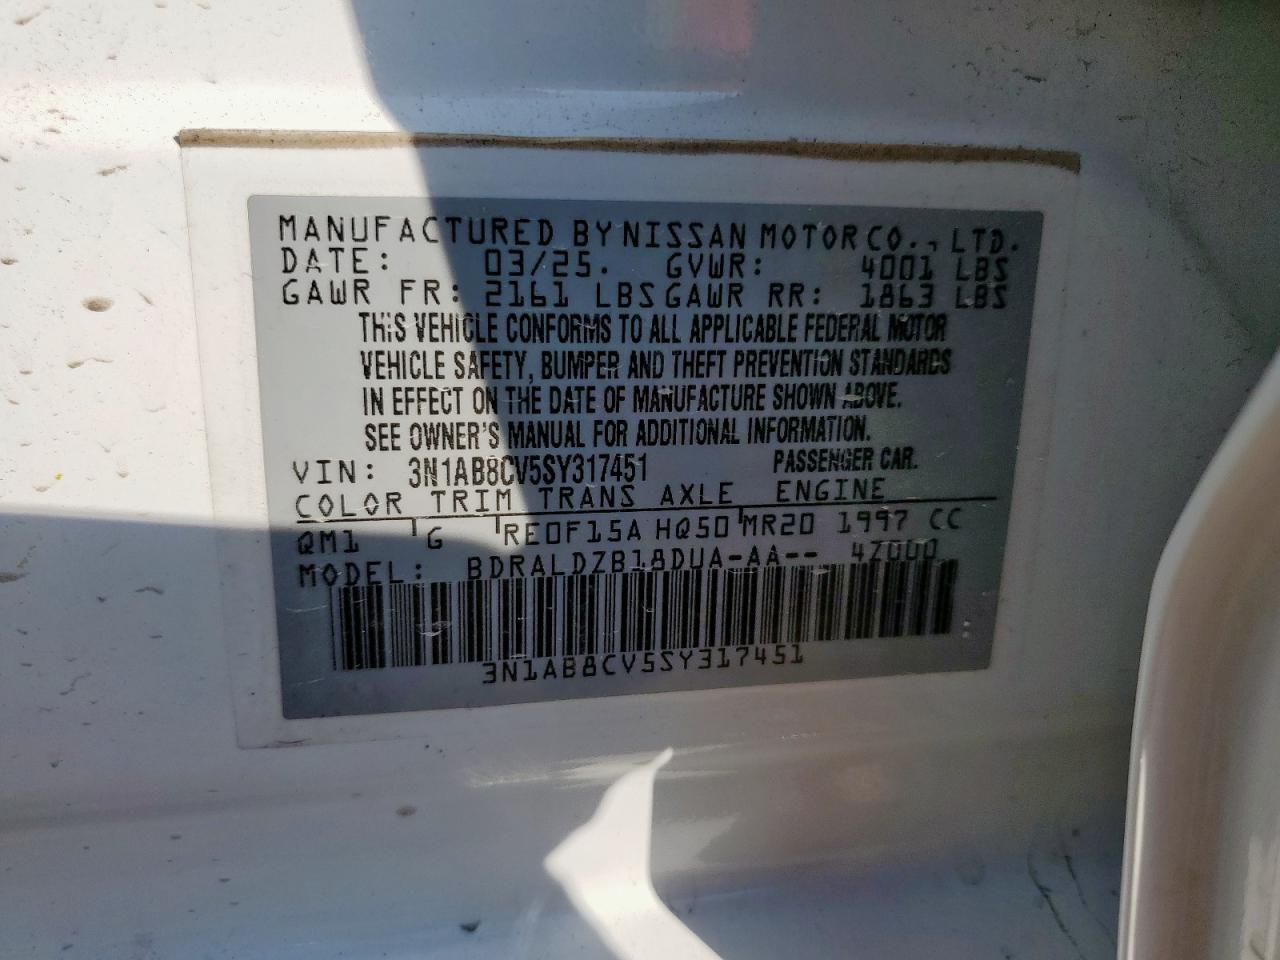 MANUFACTURED BY NISSAN MOTOR CO., LTD.
DATE: 03/25. GVWR: 4001 LBS
GAWR FR: 2161 LBS GAWR RR: 1863 LBS
THIS VEHICLE CONFORMS TO ALL APPLICABLE FEDERAL MOTOR
VEHICLE SAFETY, BUMPER AND THEFT PREVENTION STANDARDS
IN EFFECT ON THE DATE OF MANUFACTURE SHOWN ABOVE.
SEE OWNER'S MANUAL FOR ADDITIONAL INFORMATION.
VIN: 3N1AB8CV5SY317451 PASSENGER CAR.
COLOR TRIM TRANS AXLE ENGINE
QM1 G RE0F15A HQ50 MR20 1997 CC
MODEL: BDRALDZB18DUA-AA-- 4Z000
3N1AB8CV5SY317451